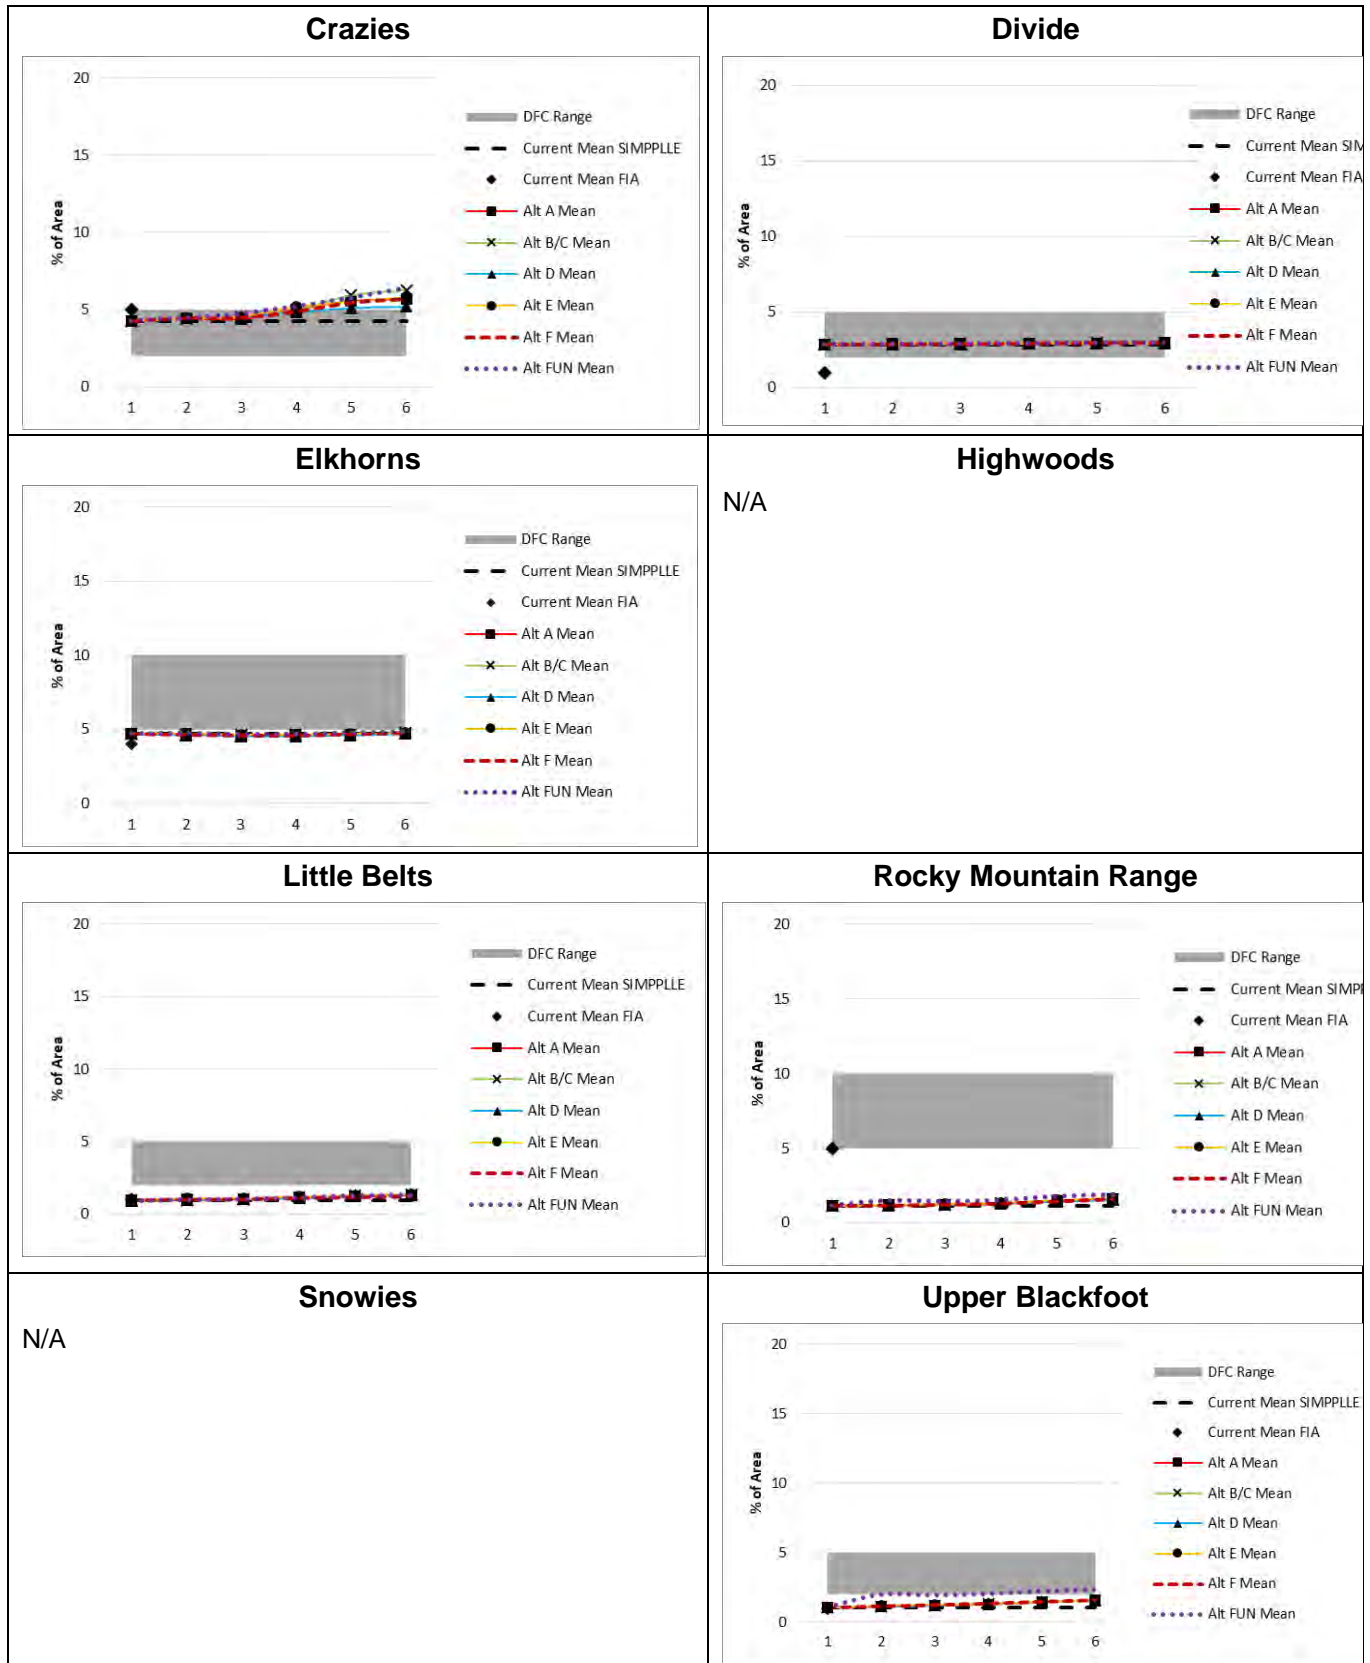 Crazies
20
15
10
5
0
% of Area
1 2 3 4 5 6
DFC Range
Current Mean SIMPPLLE
Current Mean FIA
Alt A Mean
Alt B/C Mean
Alt D Mean
Alt E Mean
Alt F Mean
Alt FUN Mean
Divide
20
15
10
5
0
% of Area
1 2 3 4 5 6
DFC Range
Current Mean SIM
Current Mean FIA
Alt A Mean
Alt B/C Mean
Alt D Mean
Alt E Mean
Alt F Mean
Alt FUN Mean
Elkhorns
20
15
10
5
0
% of Area
1 2 3 4 5 6
DFC Range
Current Mean SIMPPLLE
Current Mean FIA
Alt A Mean
Alt B/C Mean
Alt D Mean
Alt E Mean
Alt F Mean
Alt FUN Mean
Highwoods
N/A
Little Belts
20
15
10
5
0
% of Area
1 2 3 4 5 6
DFC Range
Current Mean SIMPPLLE
Current Mean FIA
Alt A Mean
Alt B/C Mean
Alt D Mean
Alt E Mean
Alt F Mean
Alt FUN Mean
Rocky Mountain Range
20
15
10
5
0
% of Area
1 2 3 4 5 6
DFC Range
Current Mean SIMPI
Current Mean FIA
Alt A Mean
Alt B/C Mean
Alt D Mean
Alt E Mean
Alt F Mean
Alt FUN Mean
Snowies
N/A
Upper Blackfoot
20
15
10
5
0
% of Area
1 2 3 4 5 6
DFC Range
Current Mean SIMPPLLE
Current Mean FIA
Alt A Mean
Alt B/C Mean
Alt D Mean
Alt E Mean
Alt F Mean
Alt FUN Mean